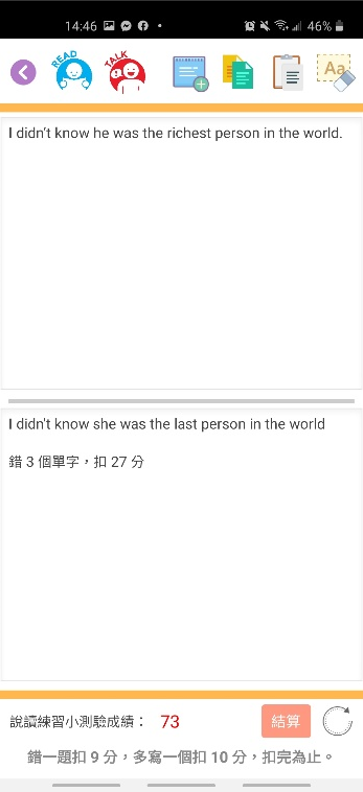 14:46 46%
READ TALK Aa
I didn't know he was the richest person in the world.
I didn't know she was the last person in the world
錯 3 個單字，扣 27 分
說讀練習小測驗成績： 73 結算
錯一題扣 9 分，多寫一個扣 10 分，扣完為止。